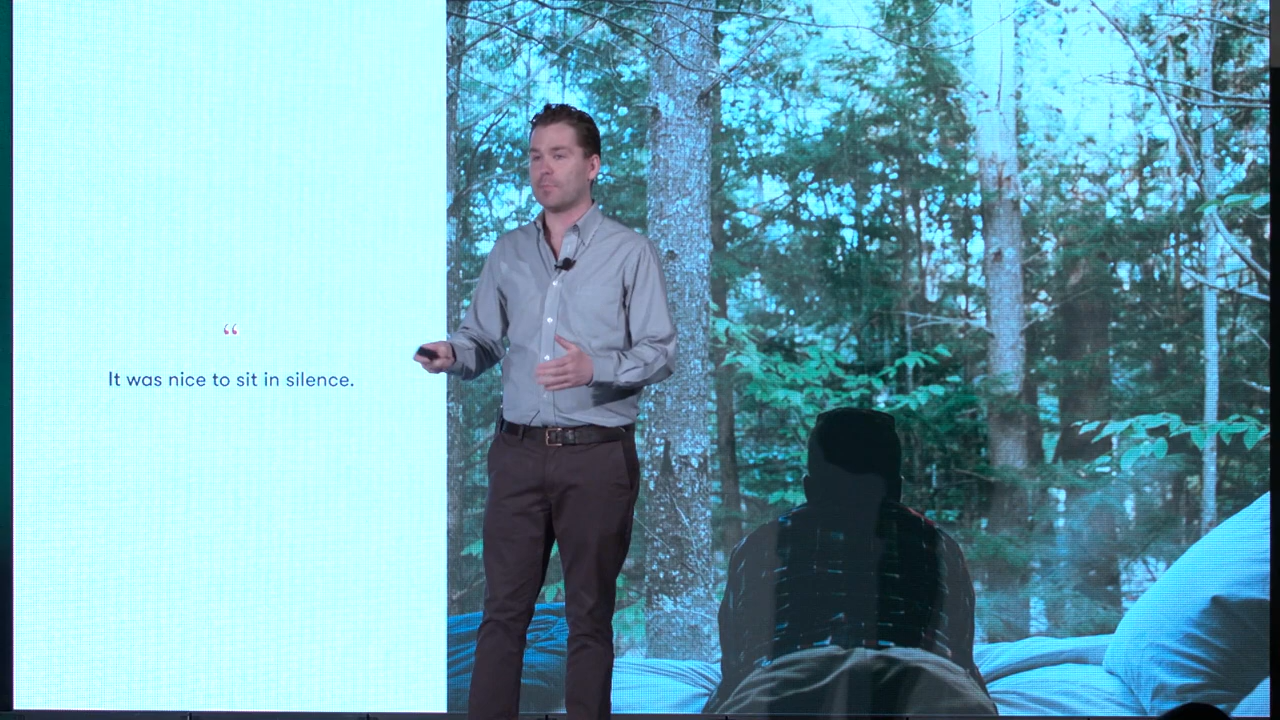 “
It was nice to sit in silence.